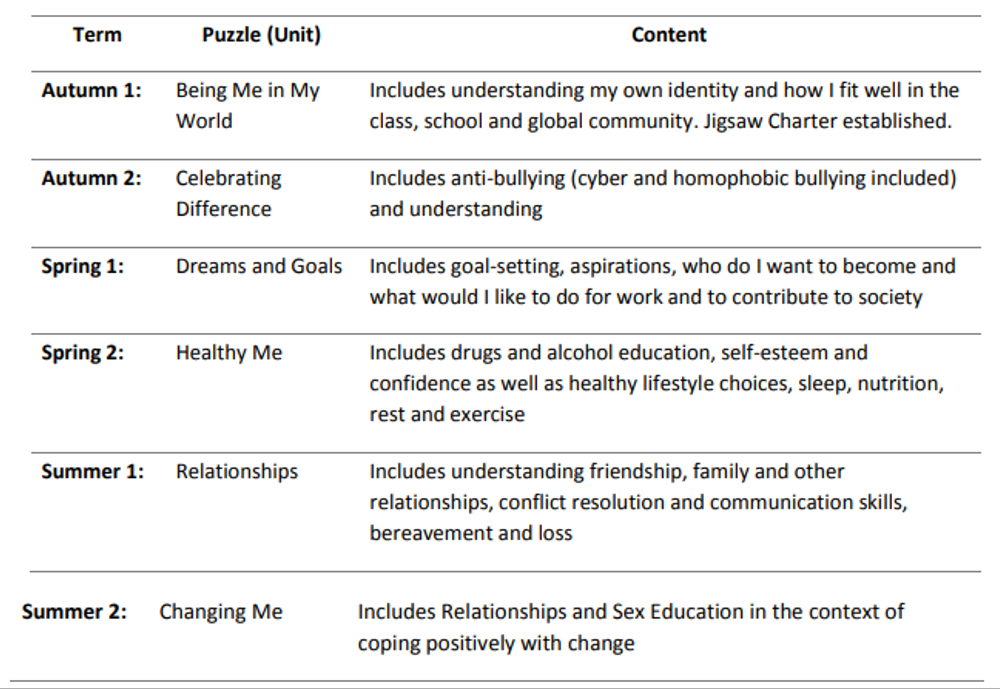 Term Puzzle (Unit) Content
Autumn 1: Being Me in My Includes understanding my own identity and how I fit well in the
World class, school and global community. Jigsaw Charter established.
Autumn 2: Celebrating Includes anti-bullying (cyber and homophobic bullying included)
Difference and understanding
Spring 1: Dreams and Goals Includes goal-setting, aspirations, who do I want to become and
what would I like to do for work and to contribute to society
Spring 2: Healthy Me Includes drugs and alcohol education, self-esteem and
confidence as well as healthy lifestyle choices, sleep, nutrition,
rest and exercise
Summer 1: Relationships Includes understanding friendship, family and other
relationships, conflict resolution and communication skills,
bereavement and loss
Summer 2: Changing Me Includes Relationships and Sex Education in the context of
coping positively with change